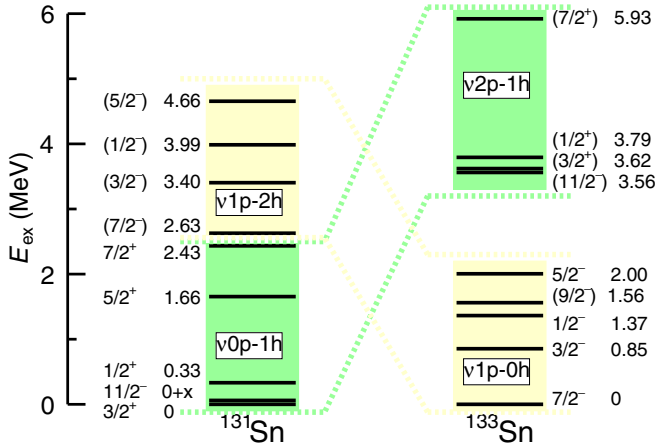 6
4
2
0
E_ex (MeV)
(5/2⁻) 4.66
(1/2⁻) 3.99
(3/2⁻) 3.40
ν1p-2h
(7/2⁻) 2.63
7/2⁺ 2.43
5/2⁺ 1.66
ν0p-1h
1/2⁺ 0.33
11/2⁻ 0+x
3/2⁺ 0
¹³¹Sn
(7/2⁺) 5.93
ν2p-1h
(1/2⁺) 3.79
(3/2⁺) 3.62
(11/2⁻) 3.56
5/2⁻ 2.00
(9/2⁻) 1.56
1/2⁻ 1.37
3/2⁻ 0.85
ν1p-0h
7/2⁻ 0
¹³³Sn